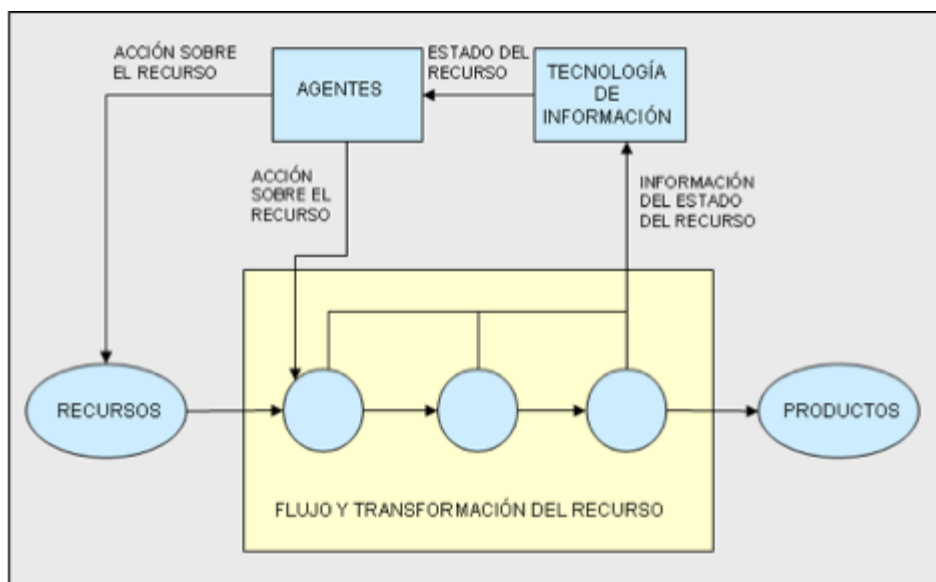 ACCIÓN SOBRE
EL RECURSO
AGENTES
ESTADO DEL
RECURSO
TECNOLOGÍA
DE
INFORMACIÓN
ACCIÓN
SOBRE EL
RECURSO
INFORMACIÓN
DEL ESTADO
DEL RECURSO
RECURSOS
PRODUCTOS
FLUJO Y TRANSFORMACIÓN DEL RECURSO